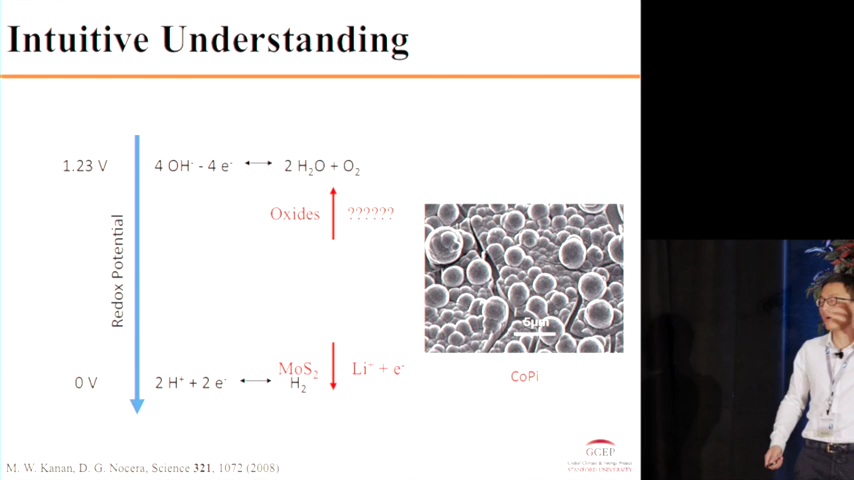 Intuitive Understanding
1.23 V
4 OH⁻ - 4 e⁻ ⟷ 2 H₂O + O₂
Oxides ??????
Redox Potential
5μm
MoS₂ Li⁺ + e⁻
0 V
2 H⁺ + 2 e⁻ ⟷ H₂
CoPi
GCEP
STANFORD UNIVERSITY
M. W. Kanan, D. G. Nocera, Science 321, 1072 (2008)